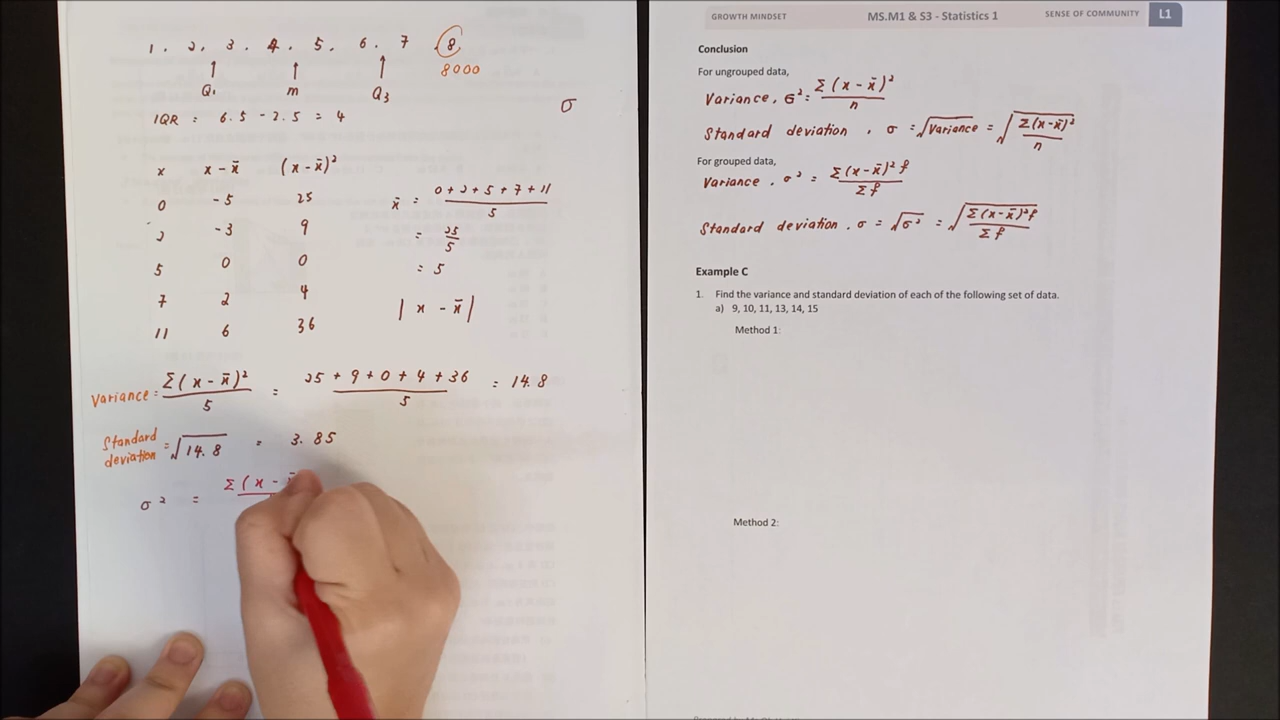 1. 2. 3. 4. 5. 6. 7 8
8000
Q₁ m Q₃
σ
IQR = 6.5 - 2.5 = 4
x x - x̄ (x - x̄)²
0 -5 25
2 -3 9
5 0 0
7 2 4
11 6 36
x̄ = (0 + 2 + 5 + 7 + 11)/5
= 25/5
= 5
|x - x̄|
Variance = Σ(x - x̄)²/5 = (25 + 9 + 0 + 4 + 36)/5 = 14.8
Standard deviation = √14.8 = 3.85
σ² = Σ(x -
GROWTH MINDSET MS.M1 & S3 - Statistics 1 SENSE OF COMMUNITY L1
Conclusion
For ungrouped data,
Variance, σ² = Σ(x - x̄)²/n
Standard deviation, σ = √Variance = √(Σ(x - x̄)²/n)
For grouped data,
Variance, σ² = Σ(x - x̄)²f/Σf
Standard deviation, σ = √σ² = √(Σ(x - x̄)²f/Σf)
Example C
1. Find the variance and standard deviation of each of the following set of data.
a) 9, 10, 11, 13, 14, 15
Method 1:
Method 2: